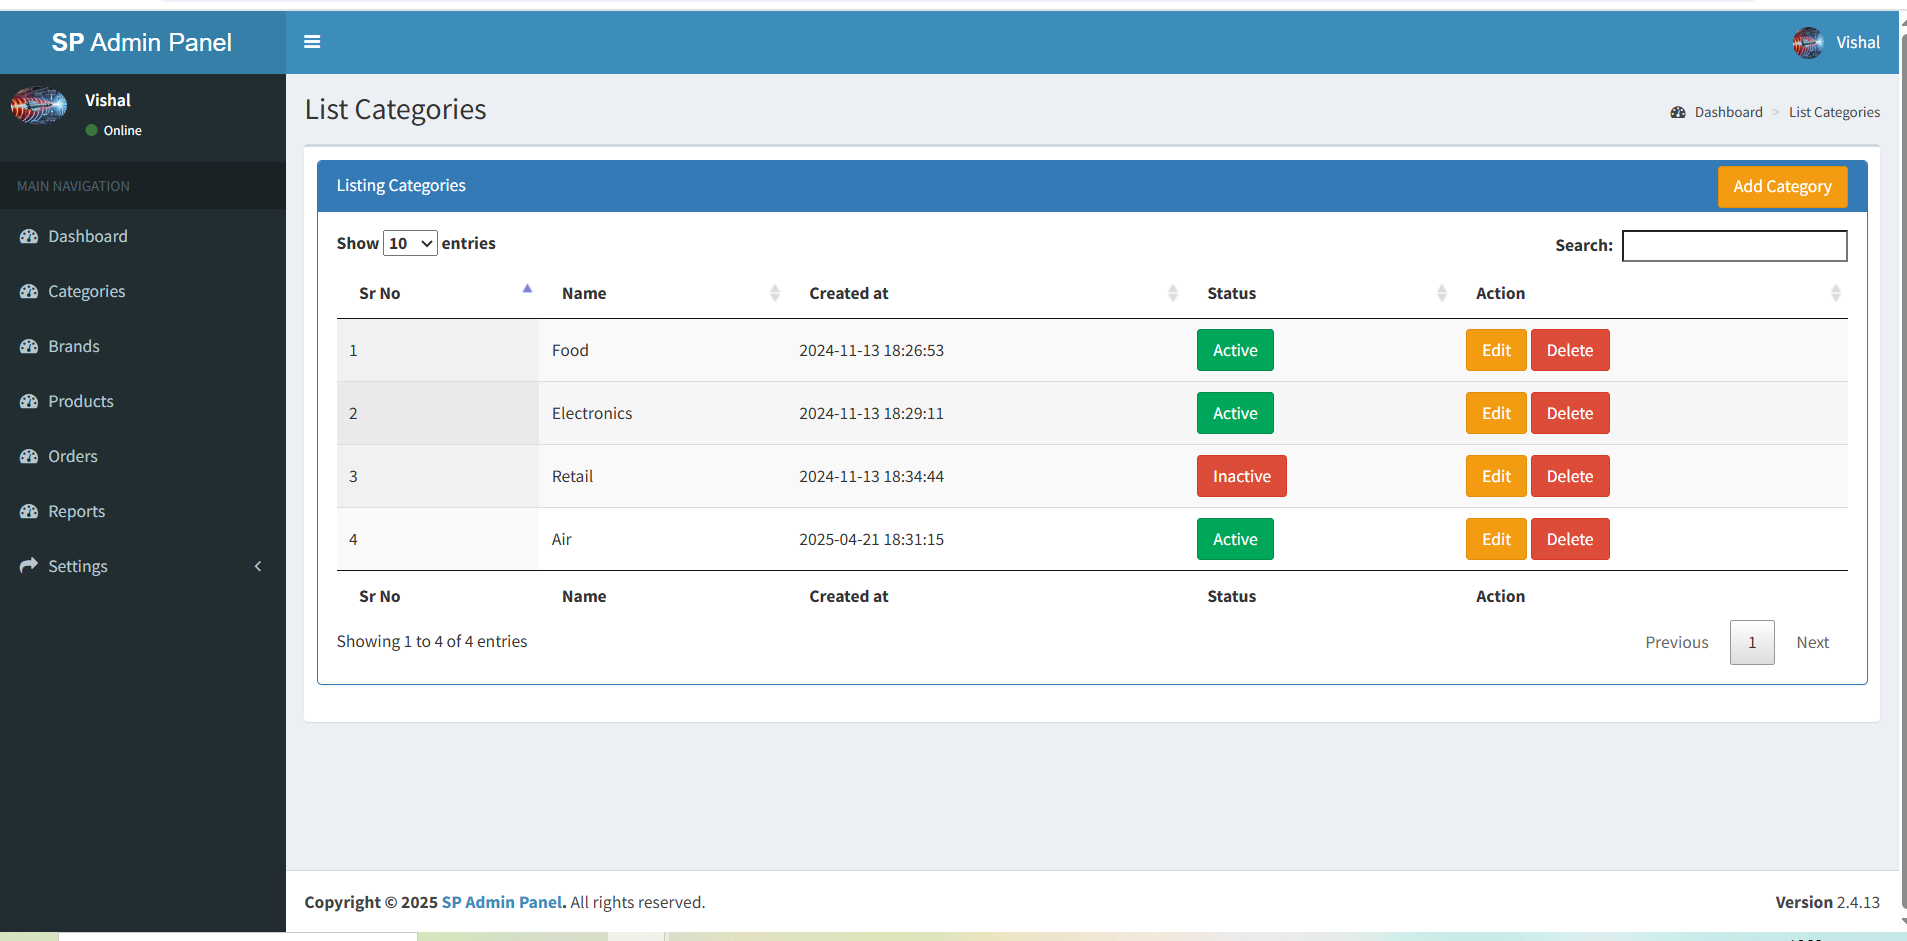 SP Admin Panel
Vishal
Vishal
Online
MAIN NAVIGATION
Dashboard
Categories
Brands
Products
Orders
Reports
Settings
List Categories
Dashboard > List Categories
Listing Categories
Add Category
Show 10 entries
Search:
Sr No Name Created at Status Action
1 Food 2024-11-13 18:26:53 Active Edit Delete
2 Electronics 2024-11-13 18:29:11 Active Edit Delete
3 Retail 2024-11-13 18:34:44 Inactive Edit Delete
4 Air 2025-04-21 18:31:15 Active Edit Delete
Sr No Name Created at Status Action
Showing 1 to 4 of 4 entries
Previous 1 Next
Copyright © 2025 SP Admin Panel. All rights reserved.
Version 2.4.13